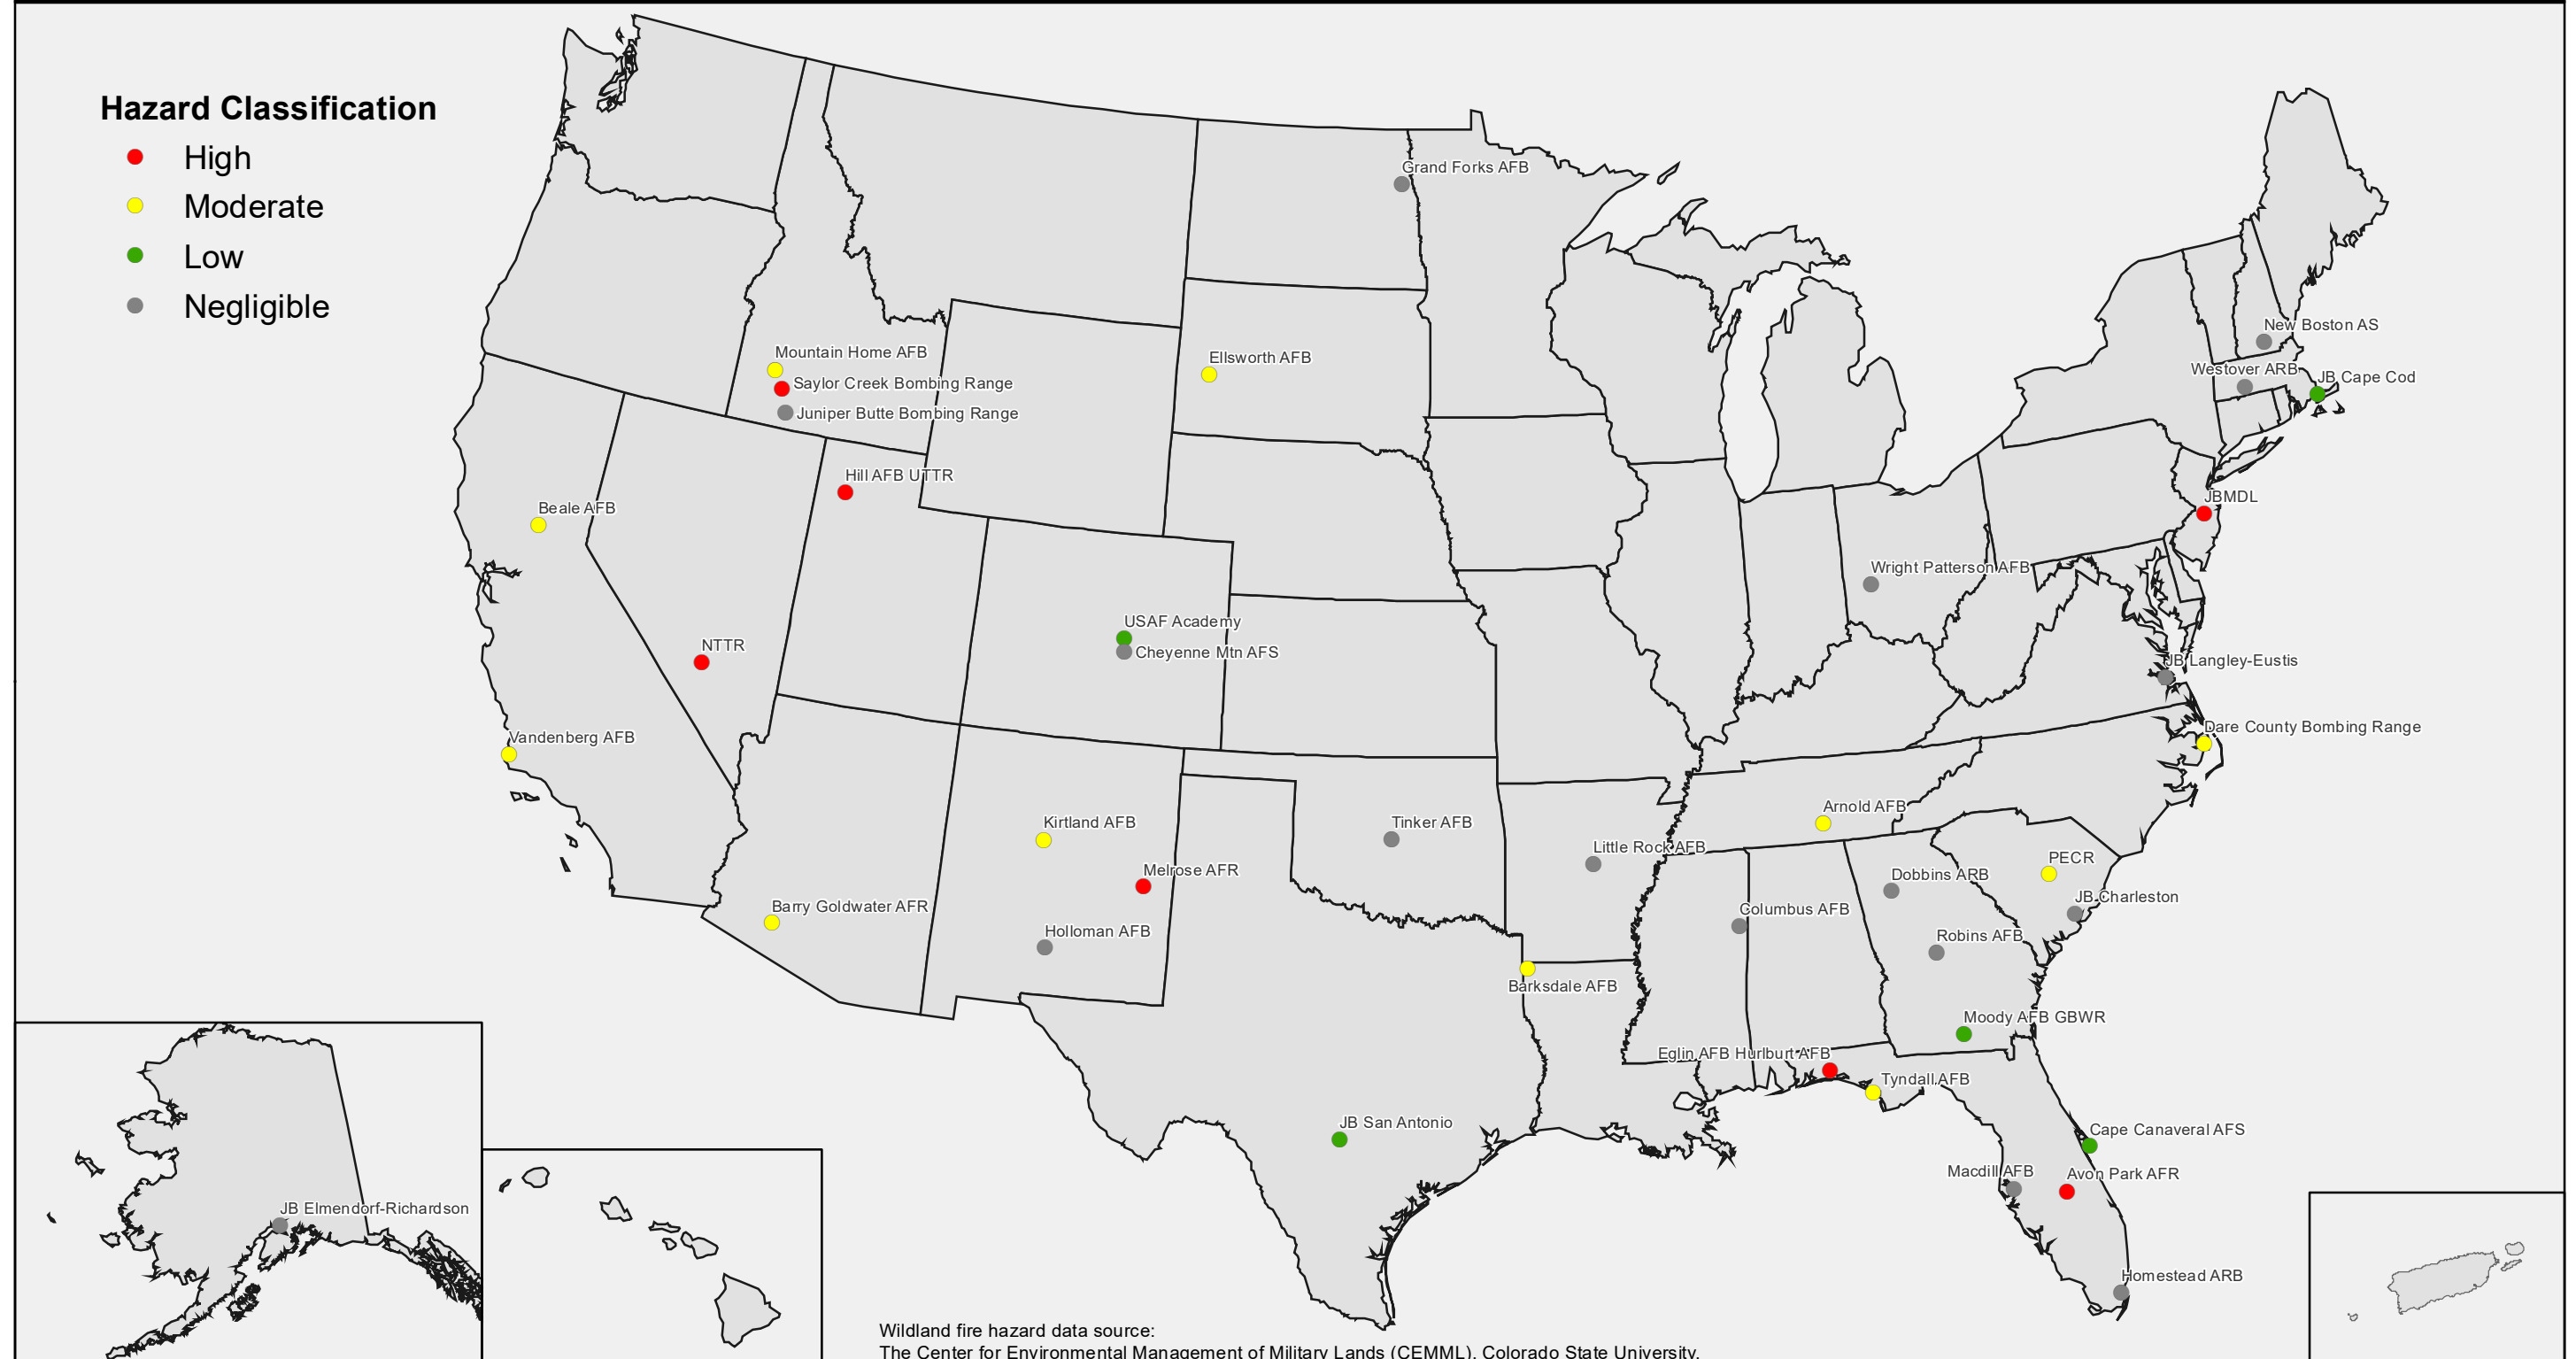 Hazard Classification
High
Moderate
Low
Negligible
Grand Forks AFB
New Boston AS
Mountain Home AFB
Ellsworth AFB
Westover ARB
JB Cape Cod
Saylor Creek Bombing Range
Juniper Butte Bombing Range
Hill AFB UTTR
JBMDL
Beale AFB
Wright Patterson AFB
USAF Academy
NTTR
Cheyenne Mtn AFS
JB Langley-Eustis
Dare County Bombing Range
Vandenberg AFB
Arnold AFB
Kirtland AFB
Tinker AFB
Little Rock AFB
PECR
Melrose AFR
Dobbins ARB
JB Charleston
Barry Goldwater AFR
Columbus AFB
Holloman AFB
Robins AFB
Barksdale AFB
Moody AFB GBWR
Eglin AFB Hurlburt AFB
Tyndall AFB
JB San Antonio
Cape Canaveral AFS
Macdill AFB
Avon Park AFR
JB Elmendorf-Richardson
Homestead ARB
Wildland fire hazard data source:
The Center for Environmental Management of Military Lands (CEMML), Colorado State University.